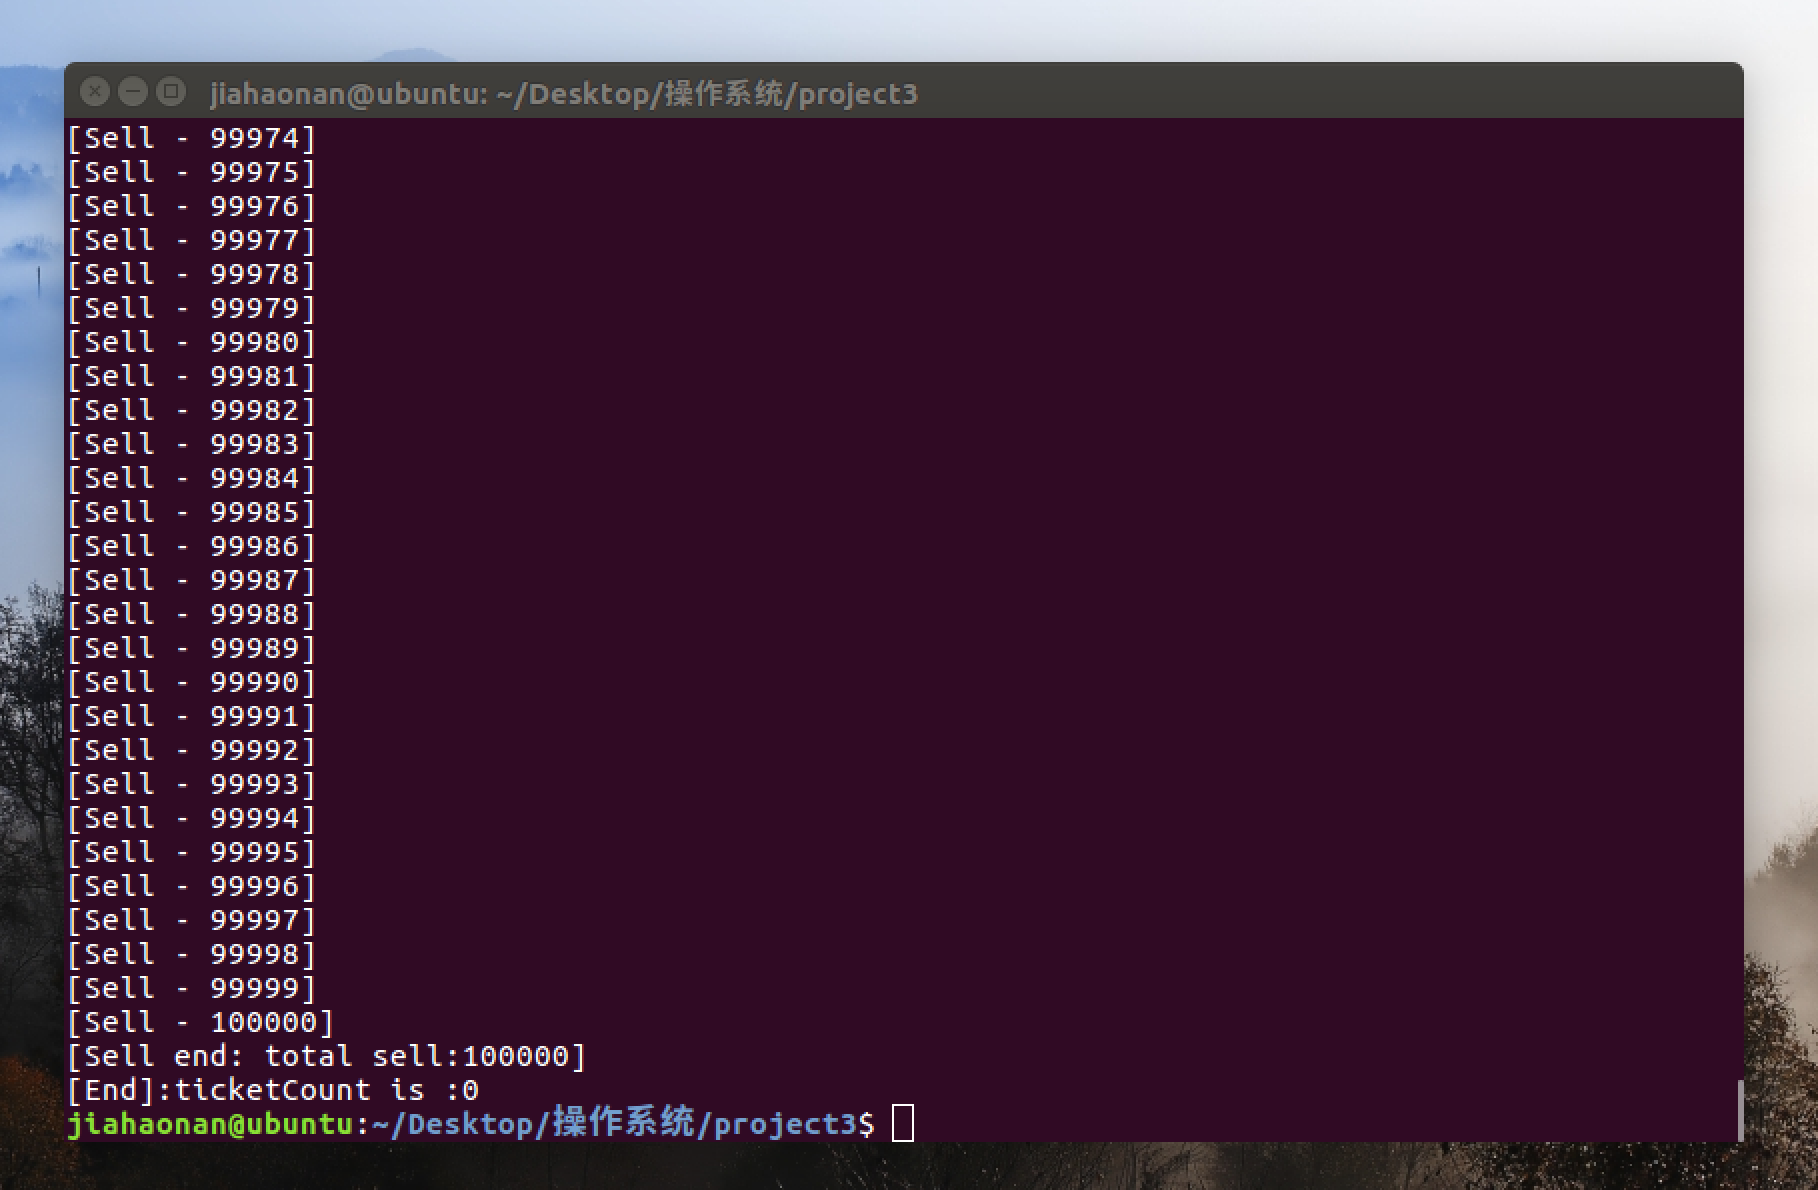 jiahaonan@ubuntu: ~/Desktop/操作系统/project3
[Sell - 99974]
[Sell - 99975]
[Sell - 99976]
[Sell - 99977]
[Sell - 99978]
[Sell - 99979]
[Sell - 99980]
[Sell - 99981]
[Sell - 99982]
[Sell - 99983]
[Sell - 99984]
[Sell - 99985]
[Sell - 99986]
[Sell - 99987]
[Sell - 99988]
[Sell - 99989]
[Sell - 99990]
[Sell - 99991]
[Sell - 99992]
[Sell - 99993]
[Sell - 99994]
[Sell - 99995]
[Sell - 99996]
[Sell - 99997]
[Sell - 99998]
[Sell - 99999]
[Sell - 100000]
[Sell end: total sell:100000]
[End]:ticketCount is :0
jiahaonan@ubuntu:~/Desktop/操作系统/project3$